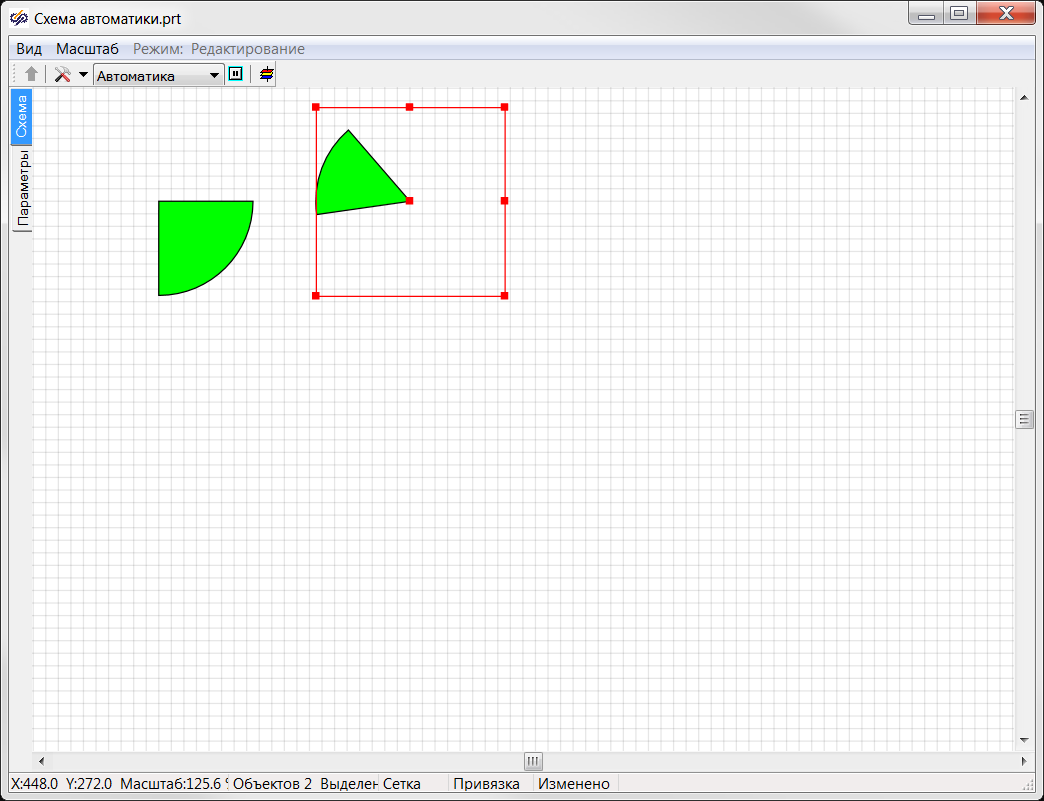 Схема автоматики.prt
Вид Масштаб Режим: Редактирование
Автоматика
Схема
Параметры
X:448.0 Y:272.0 Масштаб:125.6 % Объектов 2 Выделен Сетка Привязка Изменено